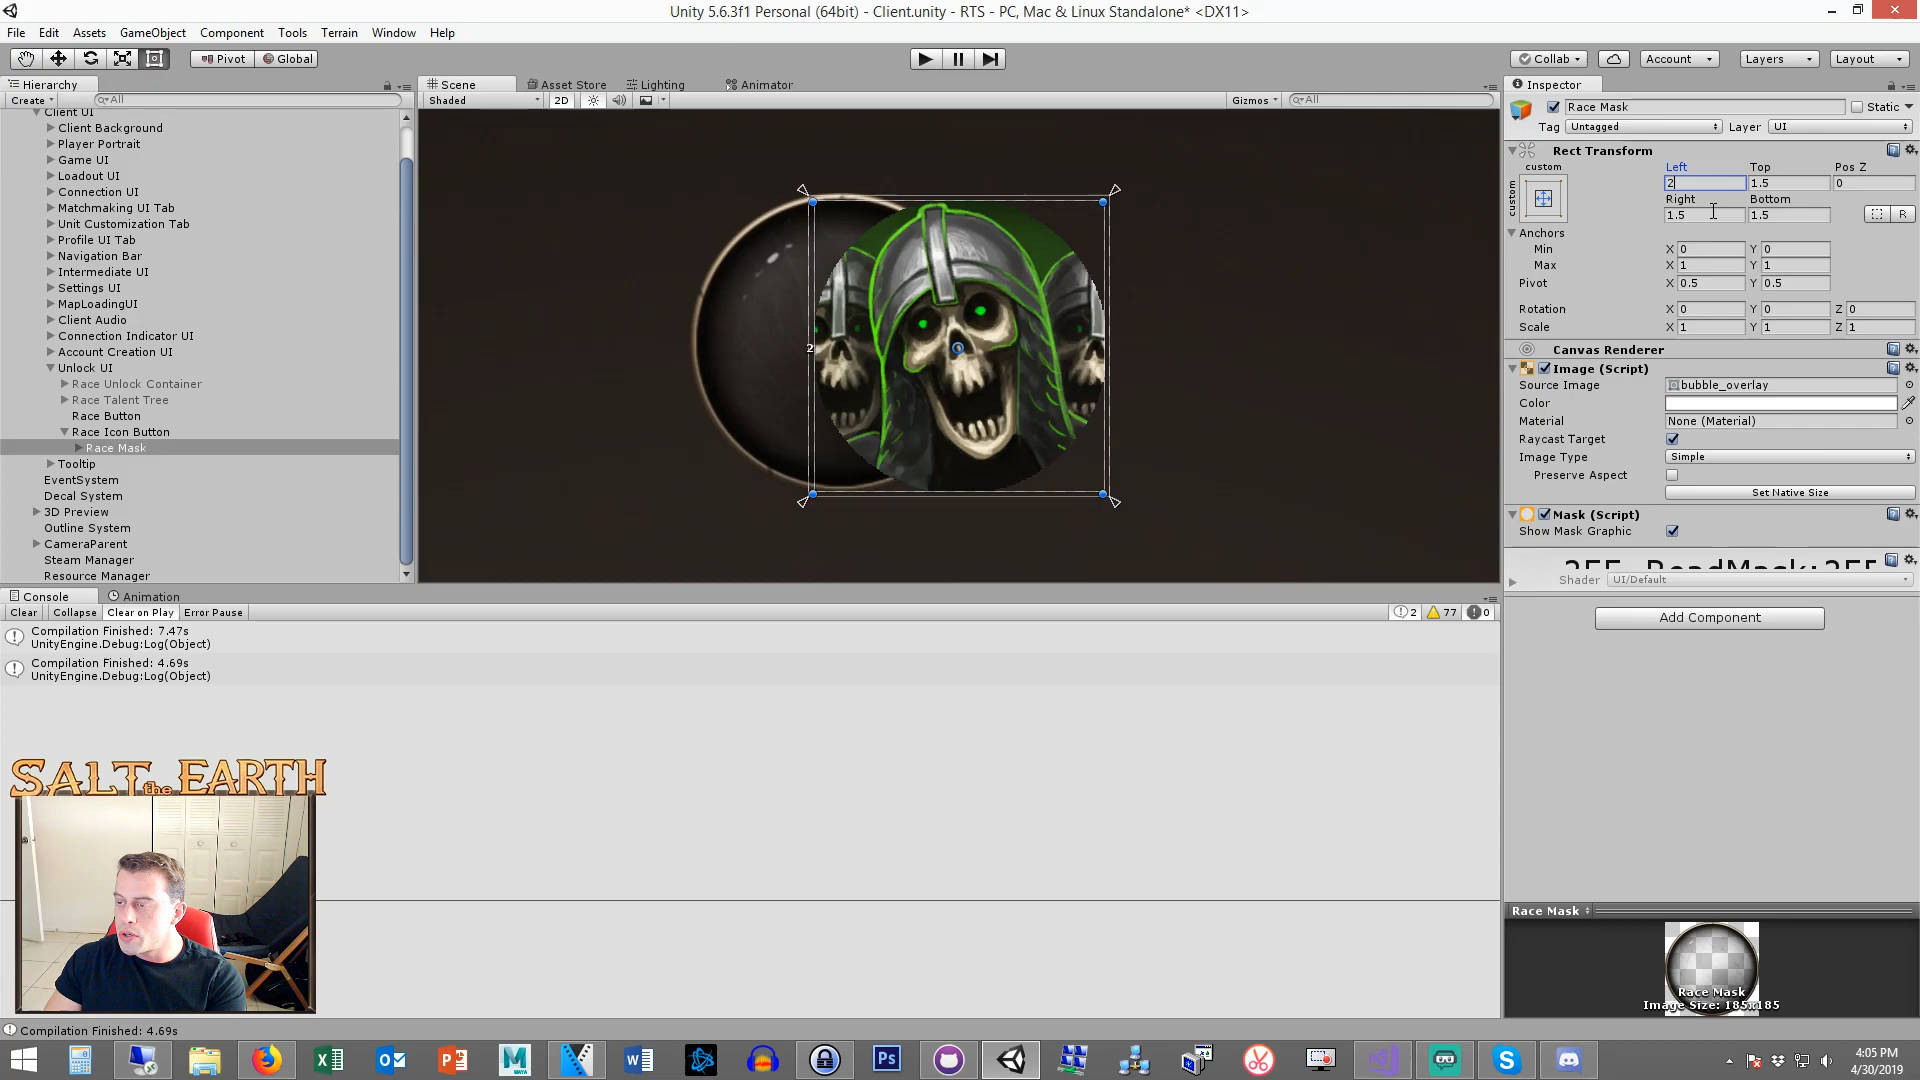 Unity 5.6.3f1 Personal (64bit) - Client.unity - RTS - PC, Mac & Linux Standalone* <DX11>
File Edit Assets GameObject Component Tools Terrain Window Help
Pivot Global Collab Account Layers Layout
Hierarchy Scene Asset Store Lighting Animator Inspector
Create All Shaded 2D Gizmos All
Client UI
Client Background
Player Portrait
Game UI
Loadout UI
Connection UI
Matchmaking UI Tab
Unit Customization Tab
Profile UI Tab
Navigation Bar
Intermediate UI
Settings UI
MapLoadingUI
Client Audio
Connection Indicator UI
Account Creation UI
Unlock UI
Race Unlock Container
Race Talent Tree
Race Button
Race Icon Button
Race Mask
Tooltip
EventSystem
Decal System
3D Preview
Outline System
CameraParent
Steam Manager
Resource Manager
2
Race Mask Static
Tag Untagged Layer UI
Rect Transform
custom Left Top Pos Z
custom 2 1.5 0
Right Bottom
1.5 1.5 R
Anchors
Min X 0 Y 0
Max X 1 Y 1
Pivot X 0.5 Y 0.5
Rotation X 0 Y 0 Z 0
Scale X 1 Y 1 Z 1
Canvas Renderer
Image (Script)
Source Image bubble_overlay
Color
Material None (Material)
Raycast Target
Image Type Simple
Preserve Aspect
Set Native Size
Mask (Script)
Show Mask Graphic
Shader UI/Default
Add Component
Console Animation
Clear Collapse Clear on Play Error Pause 2 77 0
Compilation Finished: 7.47s
UnityEngine.Debug:Log(Object)
Compilation Finished: 4.69s
UnityEngine.Debug:Log(Object)
SALT the EARTH
Race Mask
Race Mask
Image Size: 185x185
Compilation Finished: 4.69s
4:05 PM
4/30/2019